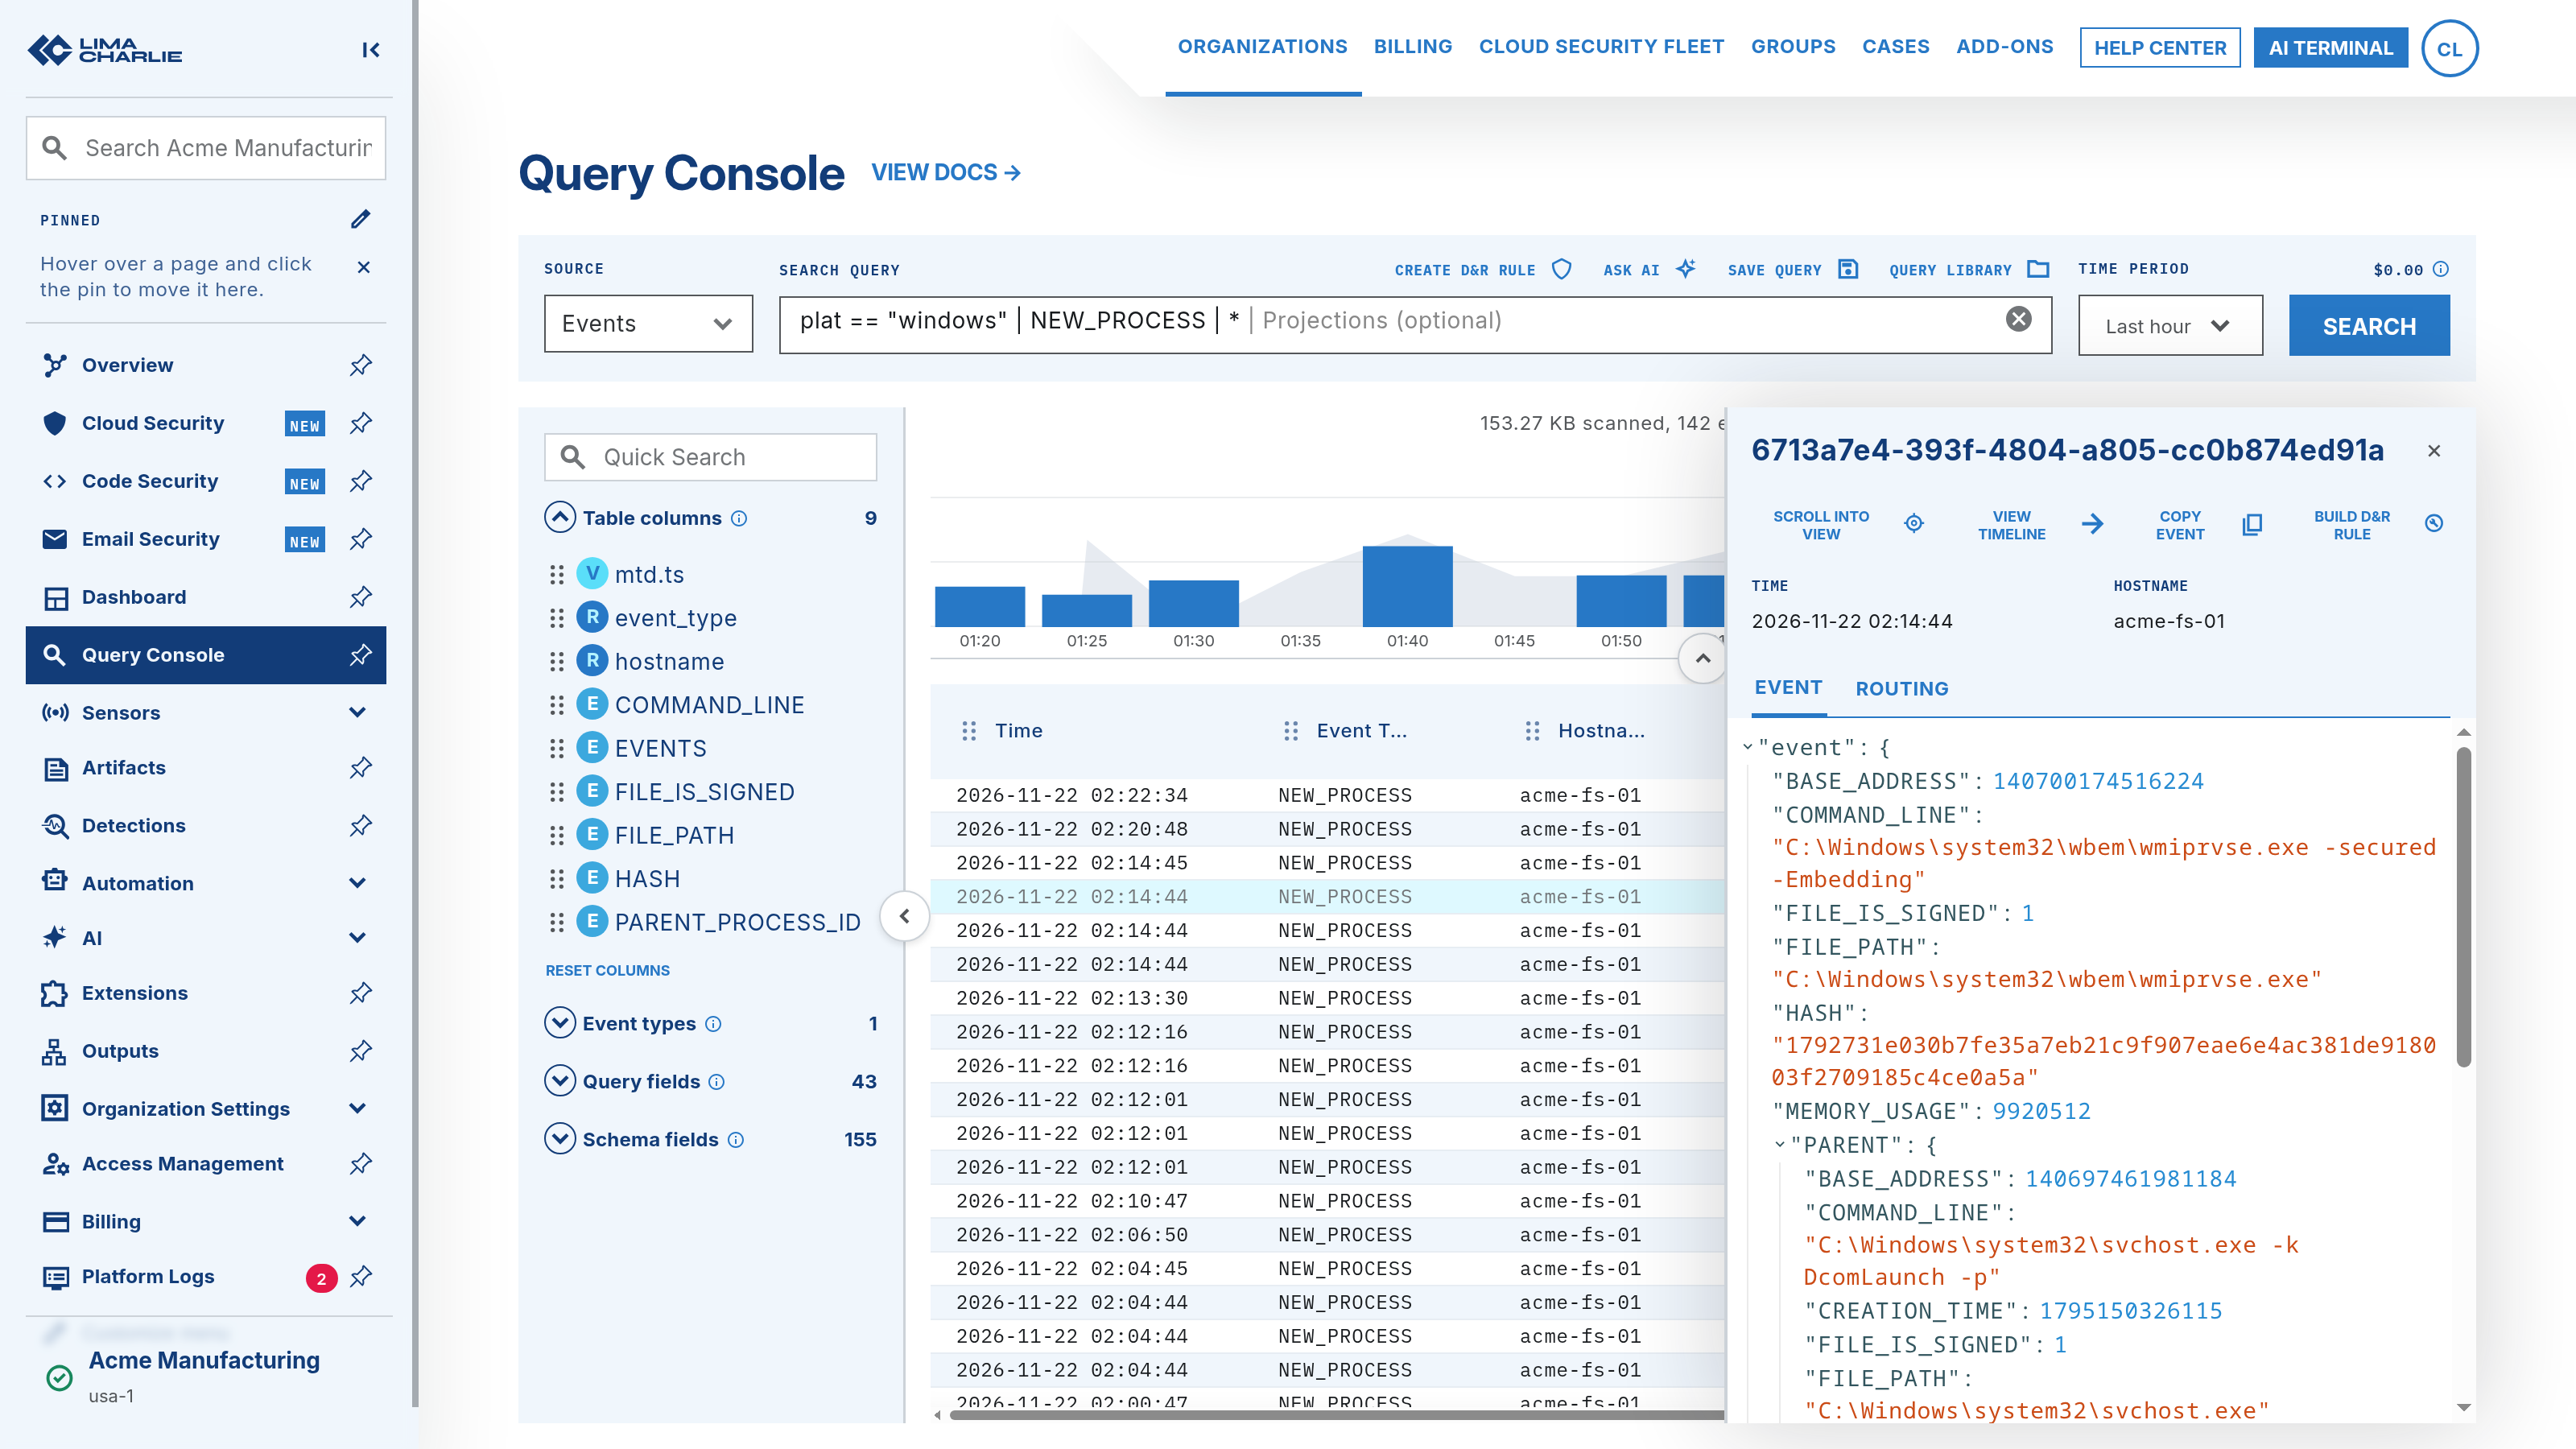 LIMA
CHARLIE
Search Acme Manufacturin
PINNED
Hover over a page and click
the pin to move it here.
Overview
Cloud Security NEW
Code Security NEW
Email Security NEW
Dashboard
Query Console
Sensors
Artifacts
Detections
Automation
AI
Extensions
Outputs
Organization Settings
Access Management
Billing
Platform Logs 2
Customize menu
Acme Manufacturing
usa-1
ORGANIZATIONS BILLING CLOUD SECURITY FLEET GROUPS CASES ADD-ONS HELP CENTER AI TERMINAL CL
Query Console VIEW DOCS →
SOURCE
Events
SEARCH QUERY
CREATE D&R RULE ASK AI SAVE QUERY QUERY LIBRARY
plat == "windows" | NEW_PROCESS | * | Projections (optional)
TIME PERIOD
Last hour
$0.00
SEARCH
Quick Search
Table columns 9
V mtd.ts
R event_type
R hostname
E COMMAND_LINE
E EVENTS
E FILE_IS_SIGNED
E FILE_PATH
E HASH
E PARENT_PROCESS_ID
RESET COLUMNS
Event types 1
Query fields 43
Schema fields 155
153.27 KB scanned, 142 e
01:20 01:25 01:30 01:35 01:40 01:45 01:50
Time Event T... Hostna...
2026-11-22 02:22:34 NEW_PROCESS acme-fs-01
2026-11-22 02:20:48 NEW_PROCESS acme-fs-01
2026-11-22 02:14:45 NEW_PROCESS acme-fs-01
2026-11-22 02:14:44 NEW_PROCESS acme-fs-01
2026-11-22 02:14:44 NEW_PROCESS acme-fs-01
2026-11-22 02:14:44 NEW_PROCESS acme-fs-01
2026-11-22 02:13:30 NEW_PROCESS acme-fs-01
2026-11-22 02:12:16 NEW_PROCESS acme-fs-01
2026-11-22 02:12:16 NEW_PROCESS acme-fs-01
2026-11-22 02:12:01 NEW_PROCESS acme-fs-01
2026-11-22 02:12:01 NEW_PROCESS acme-fs-01
2026-11-22 02:12:01 NEW_PROCESS acme-fs-01
2026-11-22 02:10:47 NEW_PROCESS acme-fs-01
2026-11-22 02:06:50 NEW_PROCESS acme-fs-01
2026-11-22 02:04:45 NEW_PROCESS acme-fs-01
2026-11-22 02:04:44 NEW_PROCESS acme-fs-01
2026-11-22 02:04:44 NEW_PROCESS acme-fs-01
2026-11-22 02:04:44 NEW_PROCESS acme-fs-01
2026-11-22 02:00:47 NEW_PROCESS acme-fs-01
6713a7e4-393f-4804-a805-cc0b874ed91a
SCROLL INTO VIEW
VIEW TIMELINE
COPY EVENT
BUILD D&R RULE
TIME
2026-11-22 02:14:44
HOSTNAME
acme-fs-01
EVENT ROUTING
"event": {
"BASE_ADDRESS": 140700174516224
"COMMAND_LINE":
"C:\Windows\system32\wbem\wmiprvse.exe -secured
-Embedding"
"FILE_IS_SIGNED": 1
"FILE_PATH":
"C:\Windows\system32\wbem\wmiprvse.exe"
"HASH":
"1792731e030b7fe35a7eb21c9f907eae6e4ac381de9180
03f2709185c4ce0a5a"
"MEMORY_USAGE": 9920512
"PARENT": {
"BASE_ADDRESS": 140697461981184
"COMMAND_LINE":
"C:\Windows\system32\svchost.exe -k
DcomLaunch -p"
"CREATION_TIME": 1795150326115
"FILE_IS_SIGNED": 1
"FILE_PATH":
"C:\Windows\system32\svchost.exe"